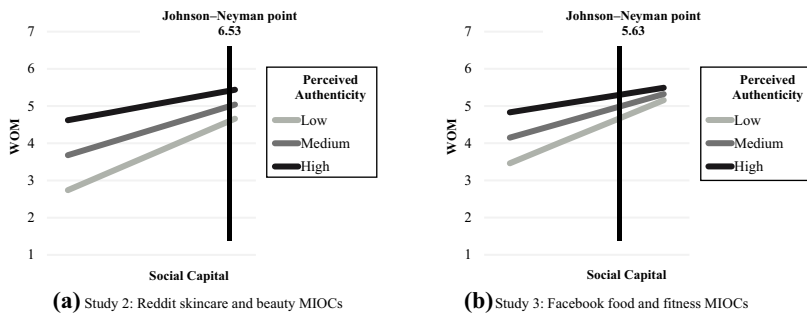 Johnson–Neyman point
6.53
7
6
5
4
3
2
1
WOM
Social Capital
Perceived
Authenticity
Low
Medium
High
(a) Study 2: Reddit skincare and beauty MIOCs
Johnson–Neyman point
5.63
7
6
5
4
3
2
1
WOM
Social Capital
Perceived
Authenticity
Low
Medium
High
(b) Study 3: Facebook food and fitness MIOCs